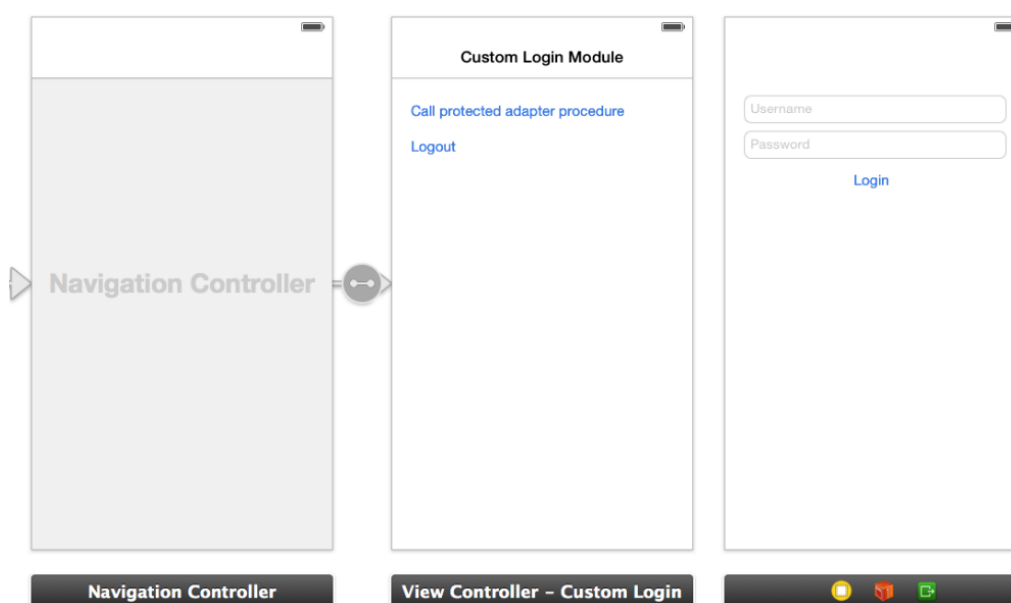 Custom Login Module
Call protected adapter procedure
Logout
Username
Password
Login
Navigation Controller
Navigation Controller
View Controller – Custom Login